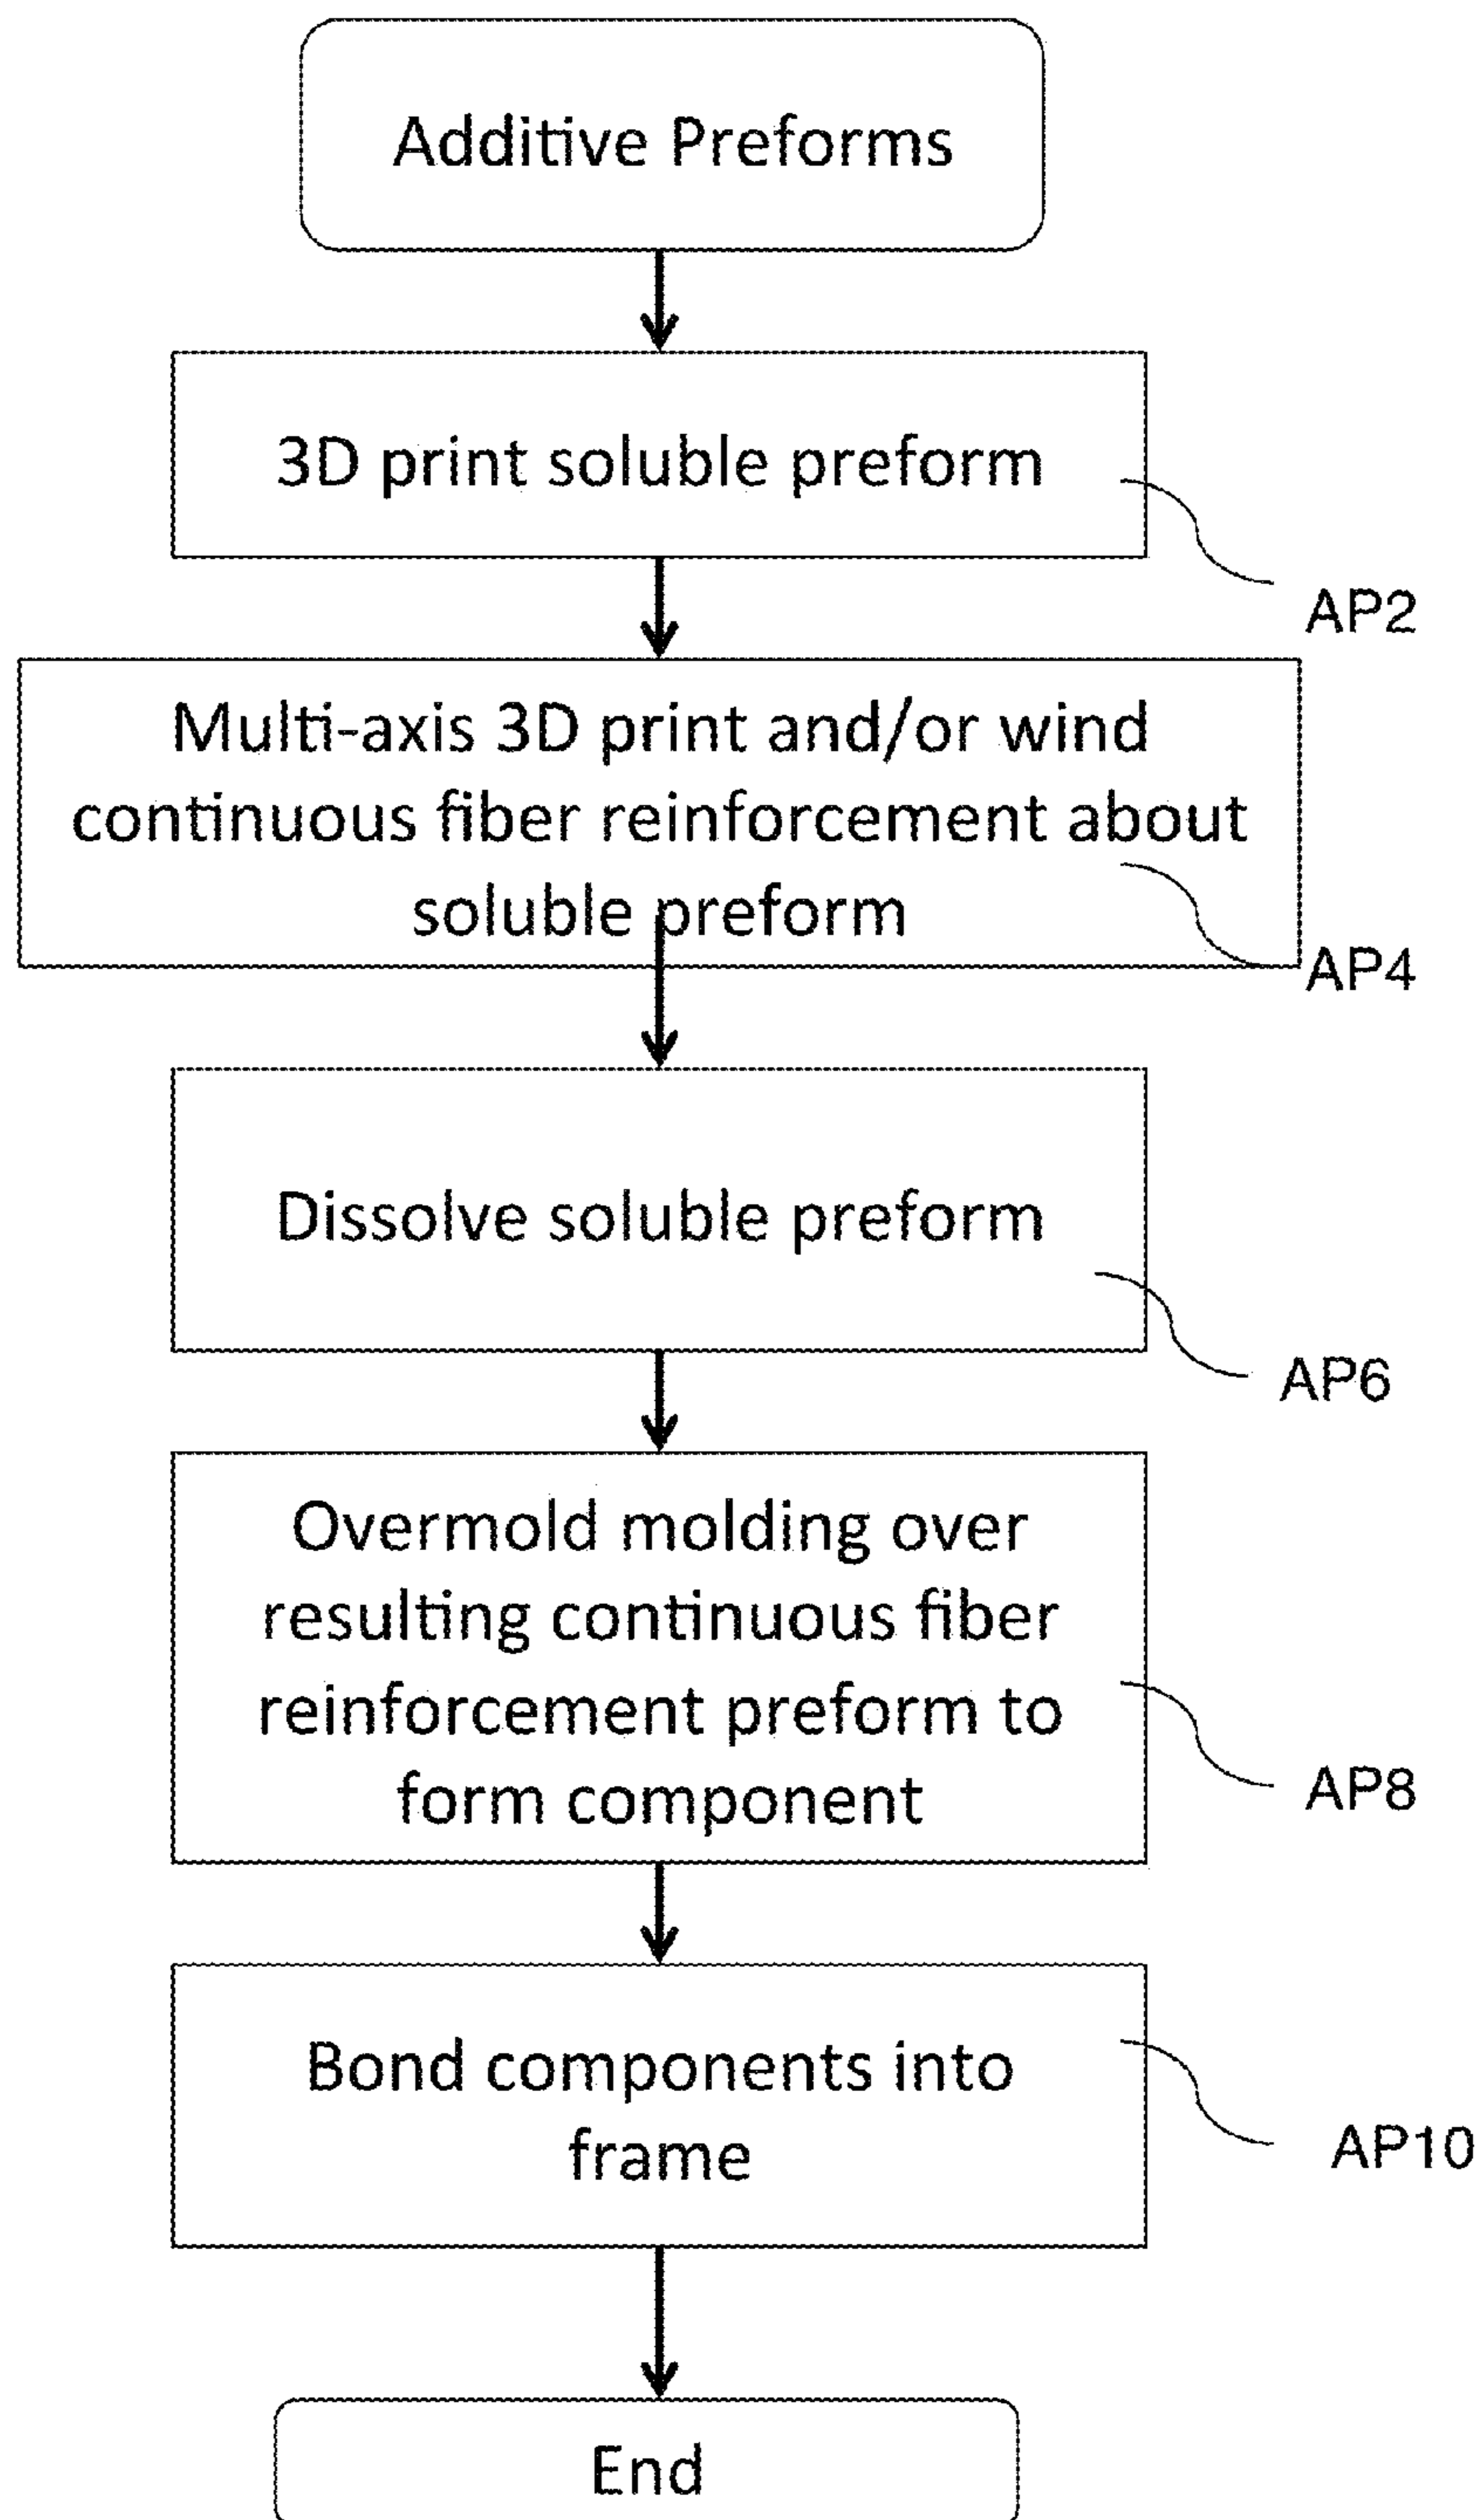 Additive Preforms
3D print soluble preform
AP2
Multi-axis 3D print and/or wind
continuous fiber reinforcement about
soluble preform
AP4
Dissolve soluble preform
AP6
Overmold molding over
resulting continuous fiber
reinforcement preform to
form component
AP8
Bond components into
frame
AP10
End